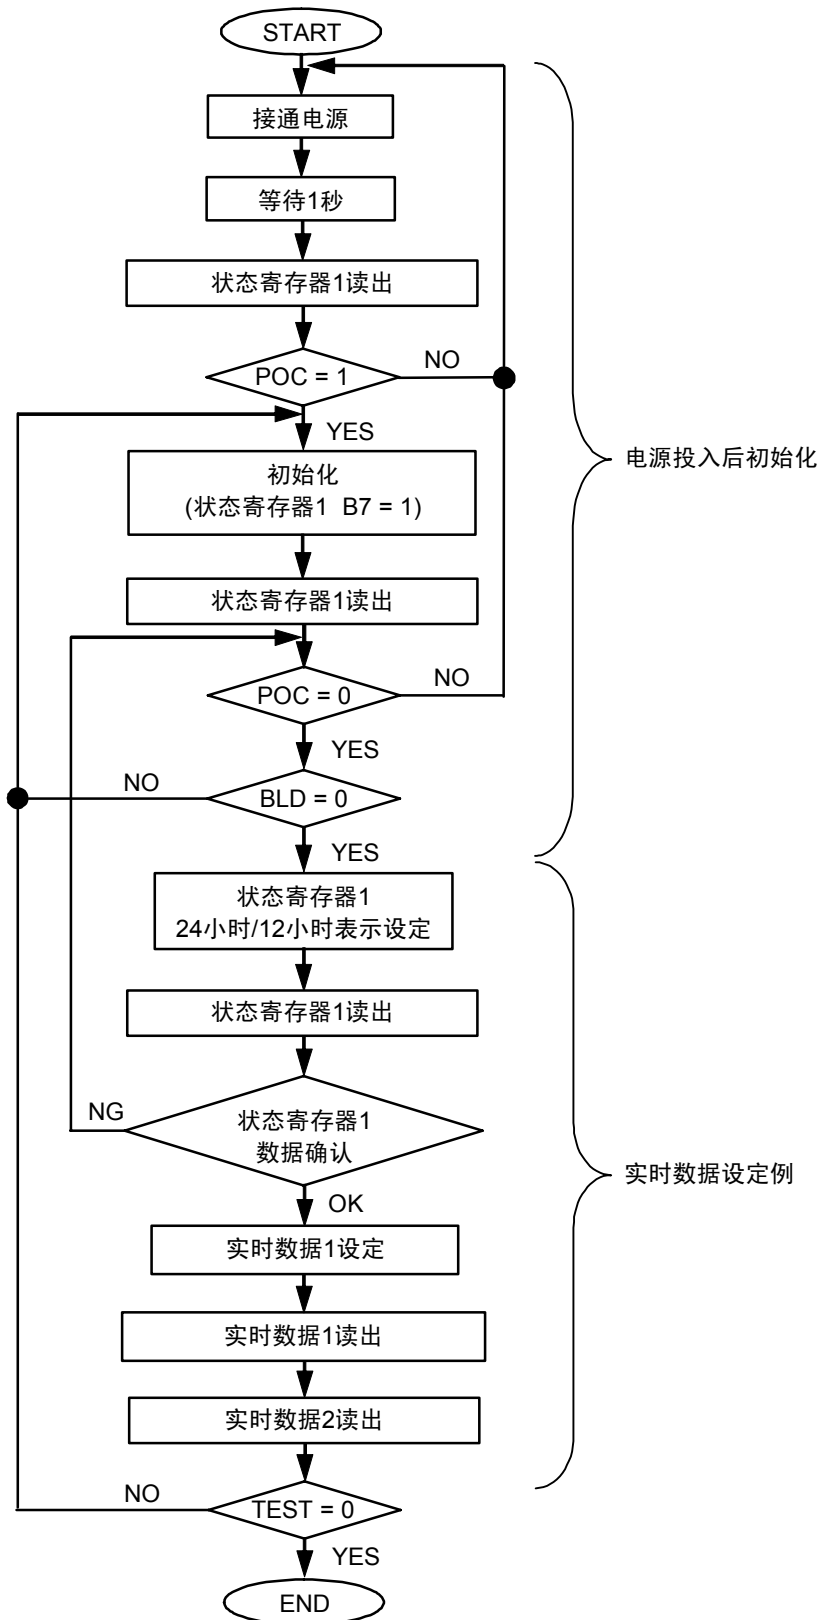 START
接通电源
等待1秒
状态寄存器1读出
POC = 1
NO
YES
初始化
(状态寄存器1 B7 = 1)
电源投入后初始化
状态寄存器1读出
POC = 0
NO
YES
NO
BLD = 0
YES
状态寄存器1
24小时/12小时表示设定
状态寄存器1读出
NG
状态寄存器1
数据确认
实时数据设定例
OK
实时数据1设定
实时数据1读出
实时数据2读出
NO
TEST = 0
YES
END